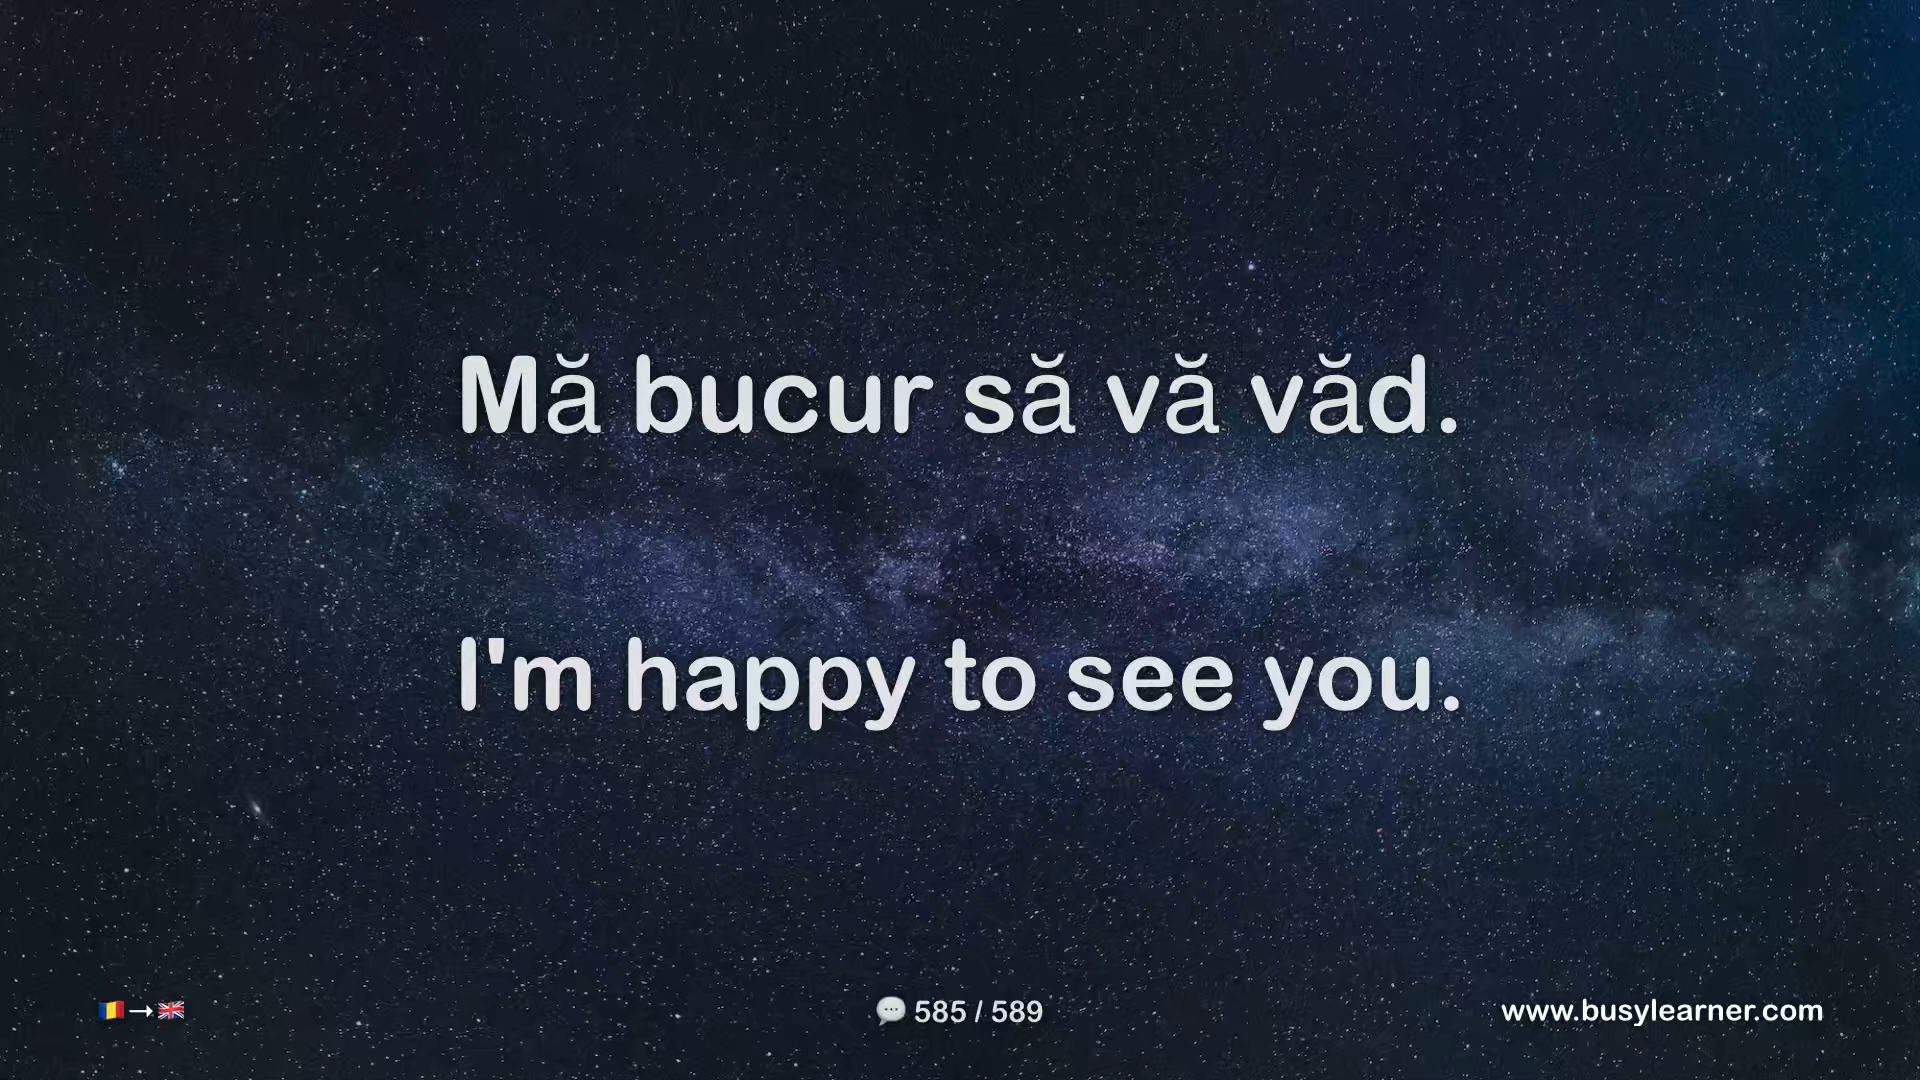 Mă bucur să vă văd.
I'm happy to see you.
🇷🇴→🇬🇧 💬 585 / 589 www.busylearner.com